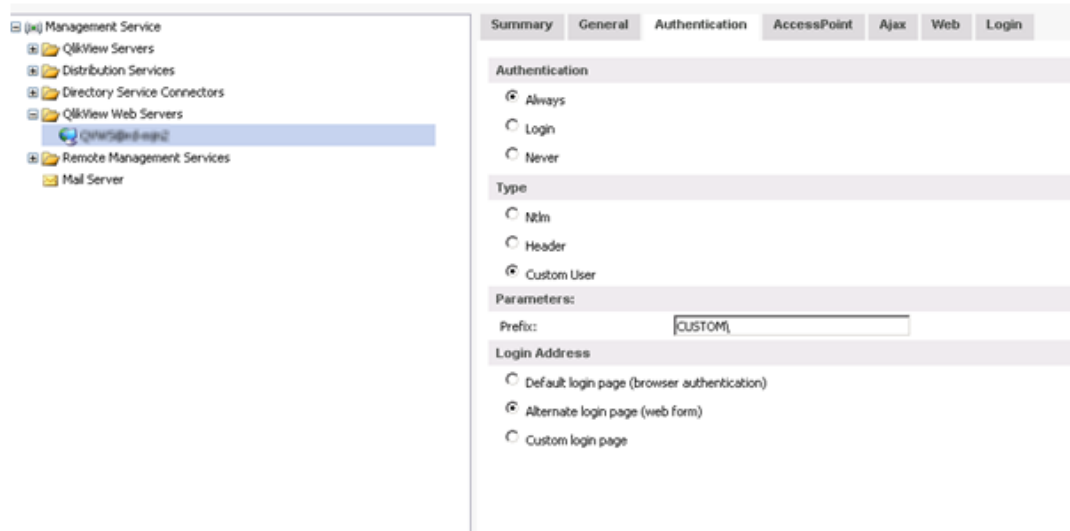 Management Service
QlikView Servers
Distribution Services
Directory Service Connectors
QlikView Web Servers
Remote Management Services
Mail Server
Summary General Authentication AccessPoint Ajax Web Login
Authentication
Always
Login
Never
Type
Ntlm
Header
Custom User
Parameters:
Prefix: CUSTOM\
Login Address
Default login page (browser authentication)
Alternate login page (web form)
Custom login page